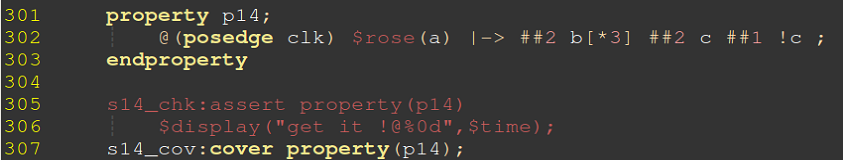 301 property p14;
302 @(posedge clk) $rose(a) |-> ##2 b[*3] ##2 c ##1 !c ;
303 endproperty
304
305 s14_chk:assert property(p14)
306 $display("get it !@%0d",$time);
307 s14_cov:cover property(p14);